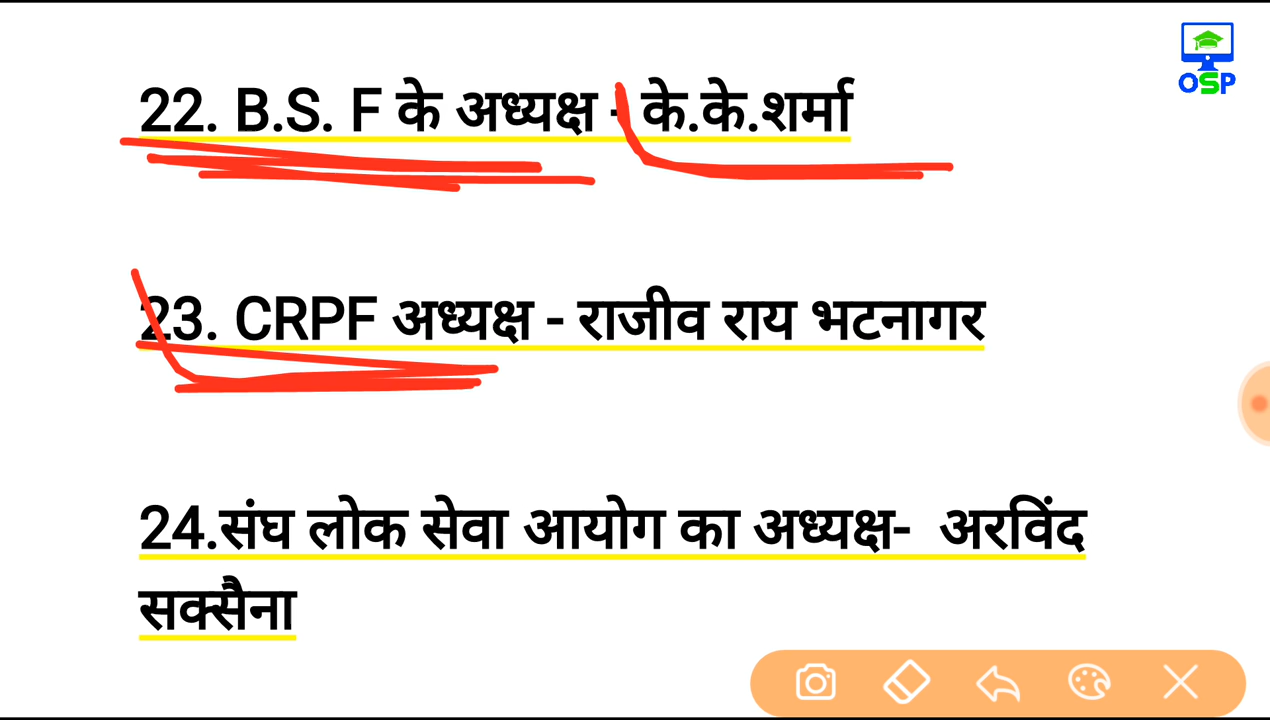 OSP
22. B.S. F के अध्यक्ष - के.के.शर्मा
23. CRPF अध्यक्ष - राजीव राय भटनागर
24.संघ लोक सेवा आयोग का अध्यक्ष- अरविंद
सक्सैना